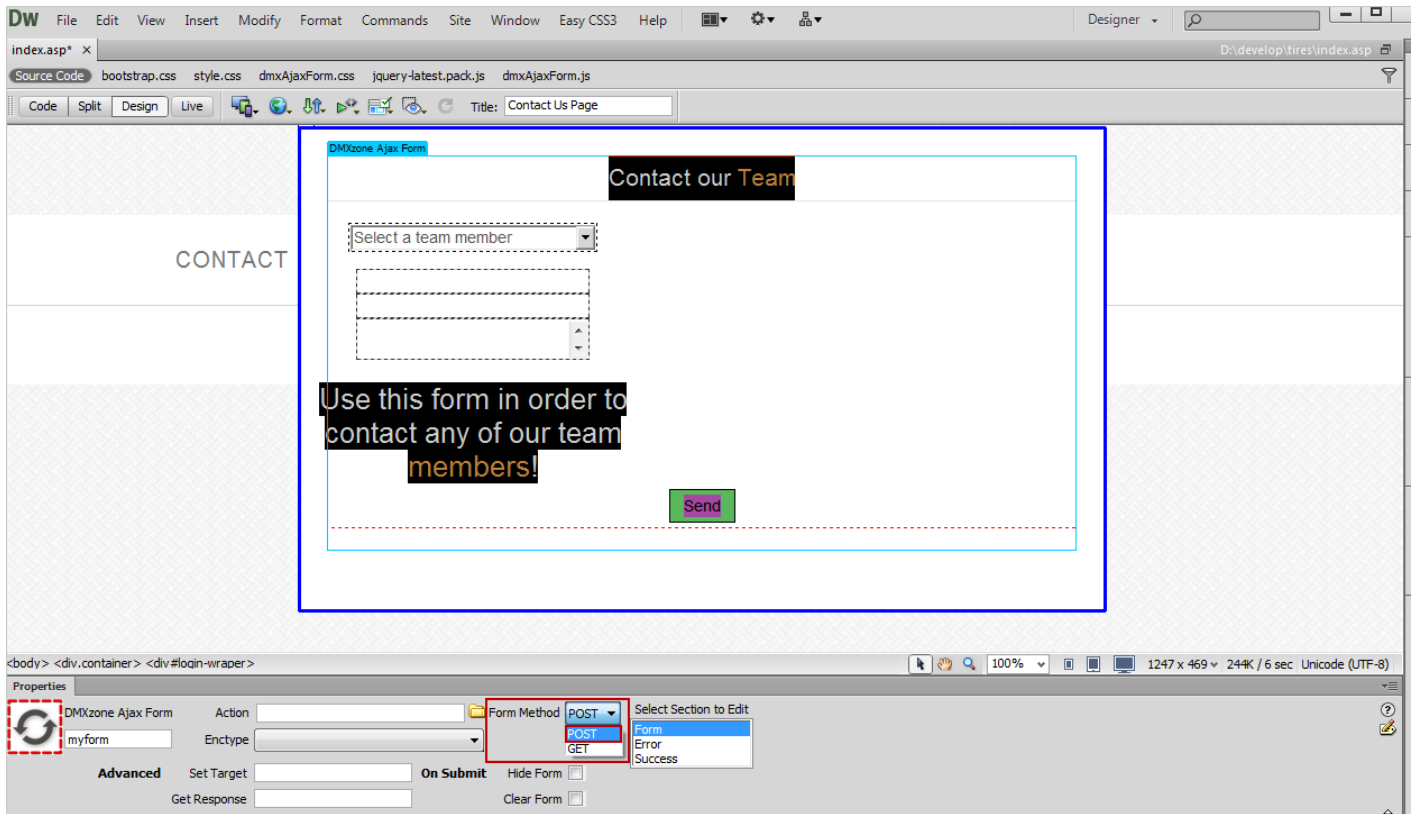 DW File Edit View Insert Modify Format Commands Site Window Easy CSS3 Help Designer
index.asp* D:\develop\tires\index.asp
Source Code bootstrap.css style.css dmxAjaxForm.css jquery-latest.pack.js dmxAjaxForm.js
Code Split Design Live Title: Contact Us Page
DMXzone Ajax Form
Contact our Team
Select a team member
CONTACT
Use this form in order to
contact any of our team
members!
Send
<body> <div.container> <div#login-wraper> 100% 1247 x 469 244K / 6 sec Unicode (UTF-8)
Properties
DMXzone Ajax Form Action Form Method POST Select Section to Edit
myform Enctype POST Form
GET Error
Success
Advanced Set Target On Submit Hide Form
Get Response Clear Form